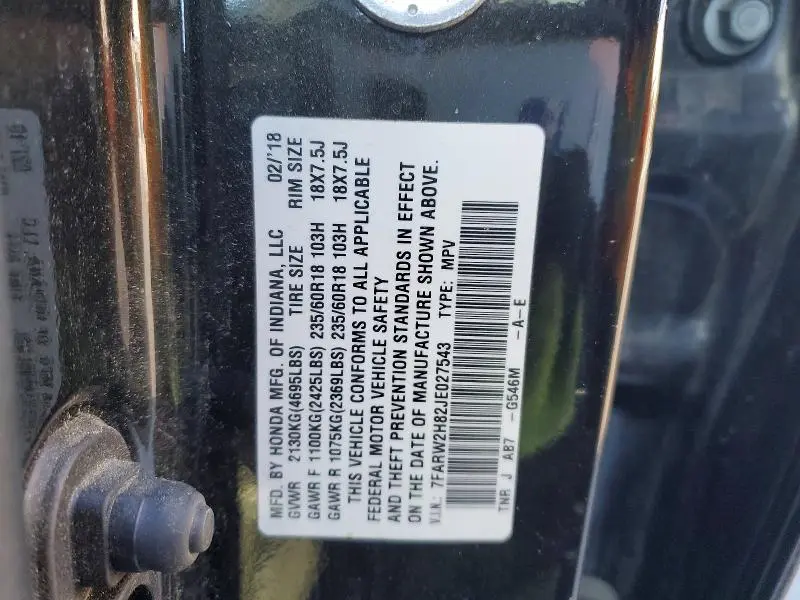 MFD. BY HONDA MFG. OF INDIANA, LLC 02/'18
GVWR 2130KG(4695LBS) TIRE SIZE RIM SIZE
GAWR F 1100KG(2425LBS) 235/60R18 103H 18X7.5J
GAWR R 1075KG(2369LBS) 235/60R18 103H 18X7.5J
THIS VEHICLE CONFORMS TO ALL APPLICABLE
FEDERAL MOTOR VEHICLE SAFETY
AND THEFT PREVENTION STANDARDS IN EFFECT
ON THE DATE OF MANUFACTURE SHOWN ABOVE.
V.I.N.: 7FARW2H82JE027543 TYPE: MPV
TNR J AB7 -G546M -A-E